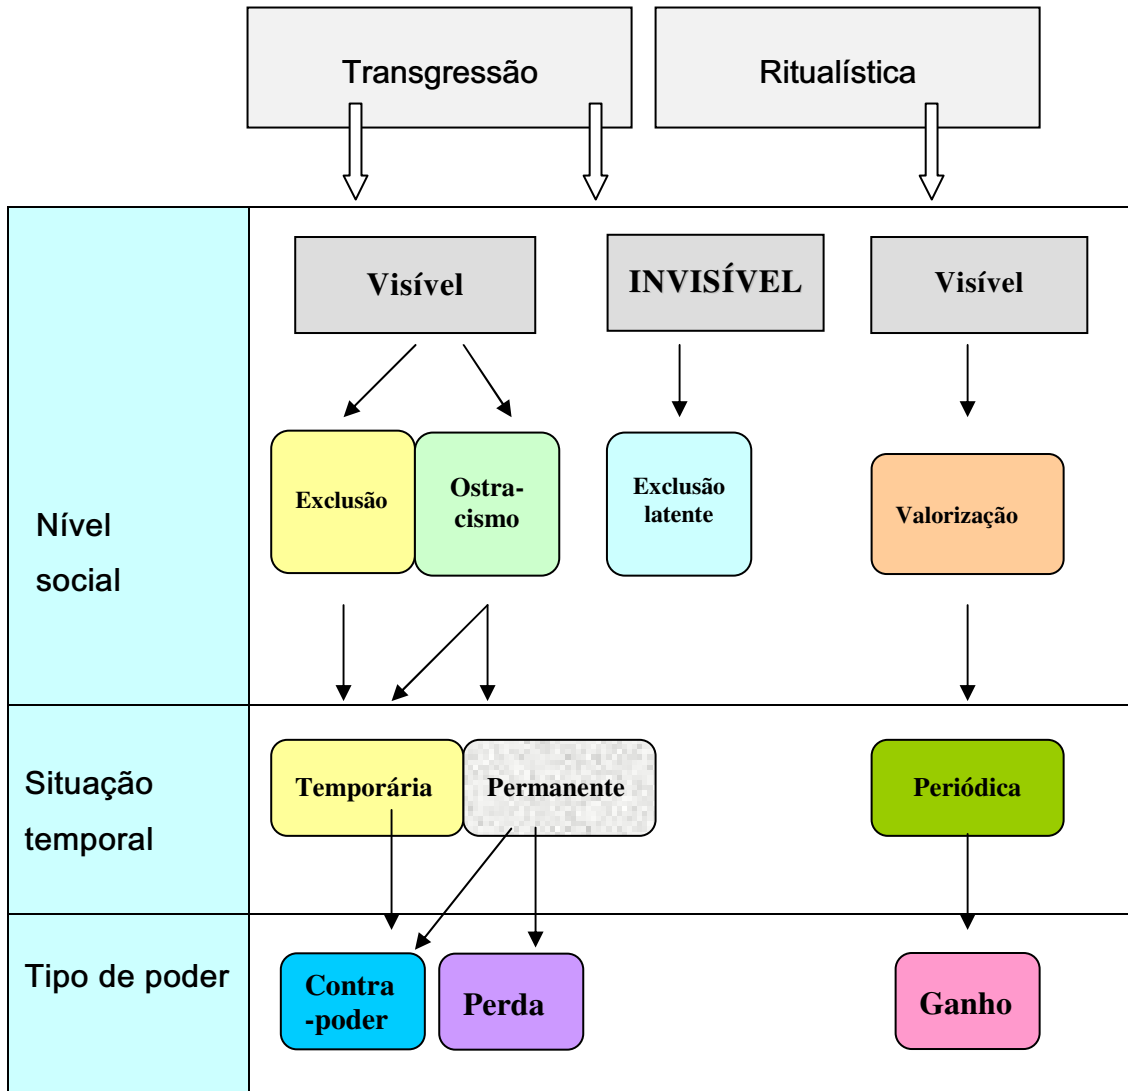 Transgressão
Ritualística
Visível
INVISÍVEL
Visível
Exclusão
Ostra-
cismo
Exclusão
latente
Valorização
Nível
social
Situação
temporal
Temporária
Permanente
Periódica
Tipo de poder
Contra
-poder
Perda
Ganho